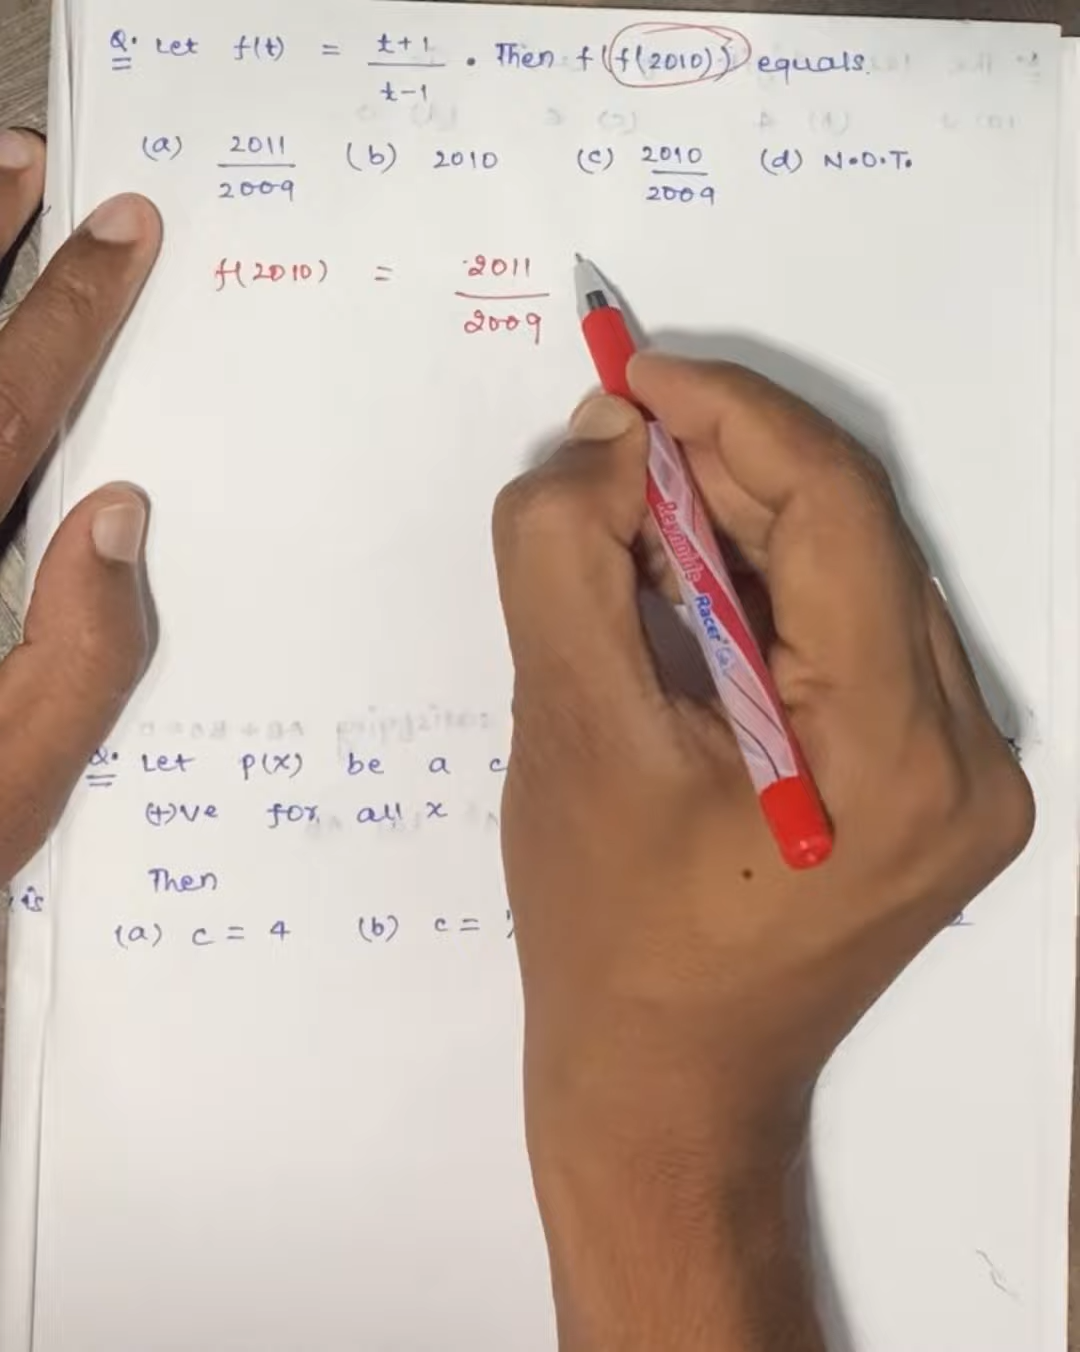 Q. Let f(t) = t+1 / t-1 . Then f(f(2010)) equals.
(a) 2011/2009 (b) 2010 (c) 2010/2009 (d) N.O.T.
f(2010) = 2011/2009
Reynolds Racer
Q. Let p(x) be a c
(+)ve for all x
Then
is
(a) c = 4 (b) c =